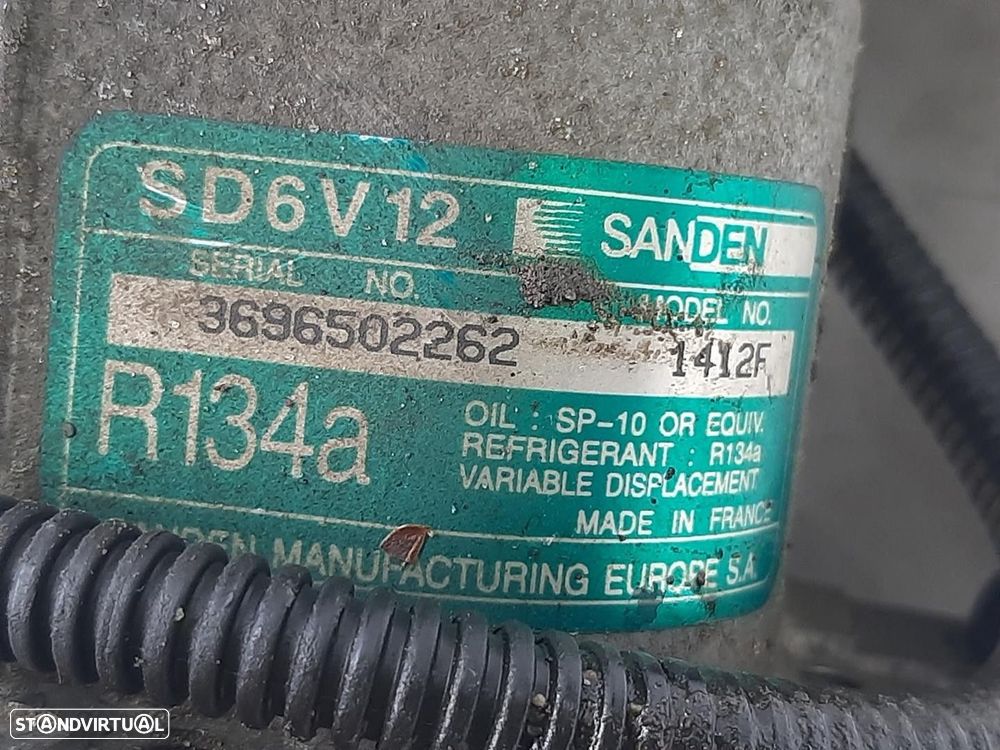 SD6V12 SANDEN
SERIAL NO. MODEL NO.
3696502262 1412F
R134a
OIL : SP-10 OR EQUIV.
REFRIGERANT : R134a
VARIABLE DISPLACEMENT
MADE IN FRANCE
MANUFACTURING EUROPE S.A.
STANDVIRTUAL